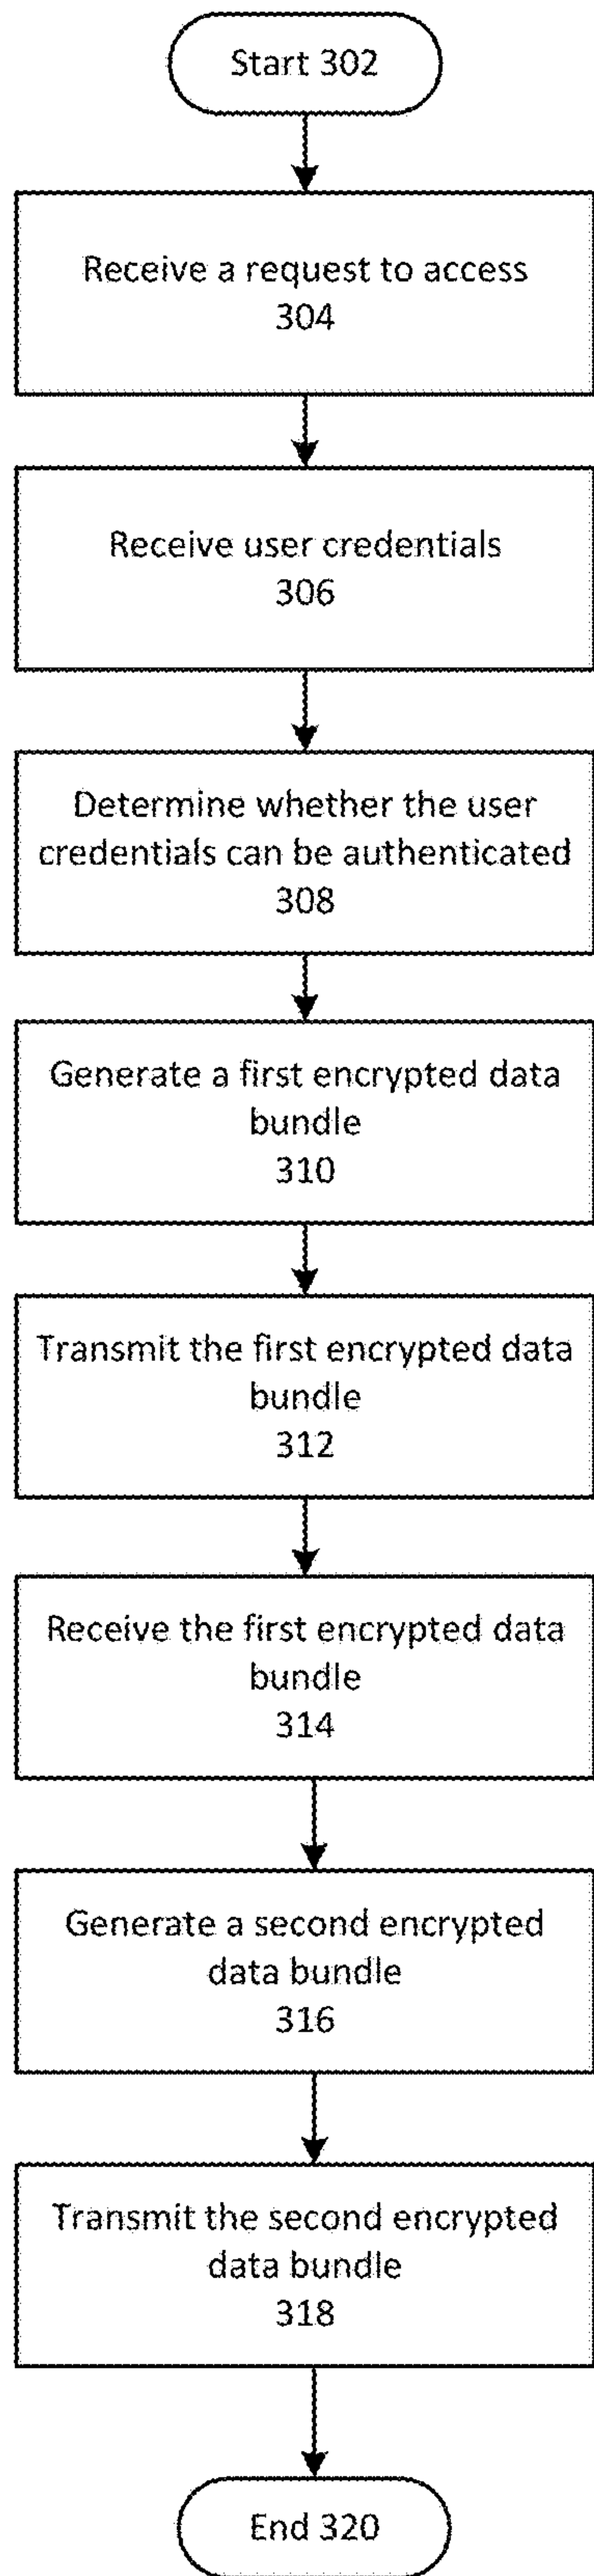 Start 302
Receive a request to access
304
Receive user credentials
306
Determine whether the user
credentials can be authenticated
308
Generate a first encrypted data
bundle
310
Transmit the first encrypted data
bundle
312
Receive the first encrypted data
bundle
314
Generate a second encrypted
data bundle
316
Transmit the second encrypted
data bundle
318
End 320